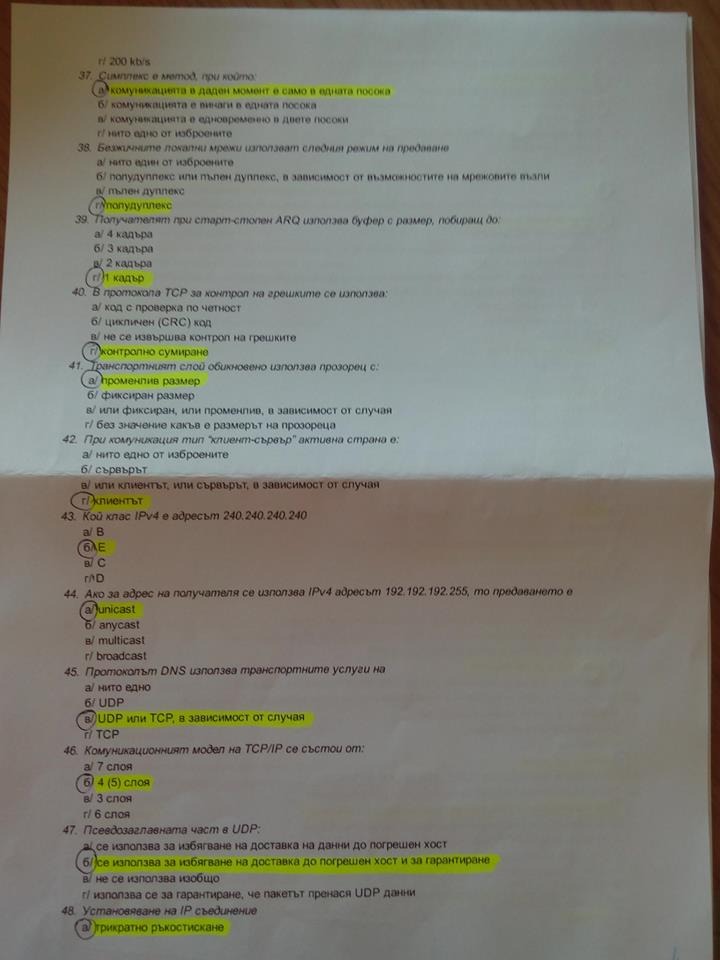 г/ 200 kb/s
37. Симплекс е метод, при който:
а/ комуникацията в даден момент е само в едната посока
б/ комуникацията е винаги в едната посока
в/ комуникацията е едновременно в двете посоки
г/ нито едно от изброените
38. Безжичните локални мрежи използват следния режим на предаване
а/ нито един от изброените
б/ полудуплекс или пълен дуплекс, в зависимост от възможностите на мрежовите възли
в/ пълен дуплекс
г/ полудуплекс
39. Получателят при старт-стопен ARQ използва буфер с размер, побиращ до:
а/ 4 кадъра
б/ 3 кадъра
в/ 2 кадъра
г/ 1 кадър
40. В протокола TCP за контрол на грешките се използва:
а/ код с проверка по четност
б/ цикличен (CRC) код
в/ не се извършва контрол на грешките
г/ контролно сумиране
41. Транспортният слой обикновено използва прозорец с:
а/ променлив размер
б/ фиксиран размер
в/ или фиксиран, или променлив, в зависимост от случая
г/ без значение какъв е размерът на прозореца
42. При комуникация тип "клиент-сървър" активна страна е:
а/ нито едно от изброените
б/ сървърът
в/ или клиентът, или сървърът, в зависимост от случая
г/ клиентът
43. Кой клас IPv4 е адресът 240.240.240.240
а/ B
б/ E
в/ C
г/ D
44. Ако за адрес на получателя се използва IPv4 адресът 192.192.192.255, то предаването е
а/ unicast
б/ anycast
в/ multicast
г/ broadcast
45. Протоколът DNS използва транспортните услуги на
а/ нито едно
б/ UDP
в/ UDP или TCP, в зависимост от случая
г/ TCP
46. Комуникационният модел на TCP/IP се състои от:
а/ 7 слоя
б/ 4 (5) слоя
в/ 3 слоя
г/ 6 слоя
47. Псевдозаглавната част в UDP:
а/ се използва за избягване на доставка на данни до погрешен хост
б/ се използва за избягване на доставка до погрешен хост и за гарантиране
в/ не се използва изобщо
г/ използва се за гарантиране, че пакетът пренася UDP данни
48. Установяване на IP съединение
а/ трикратно ръкостискане